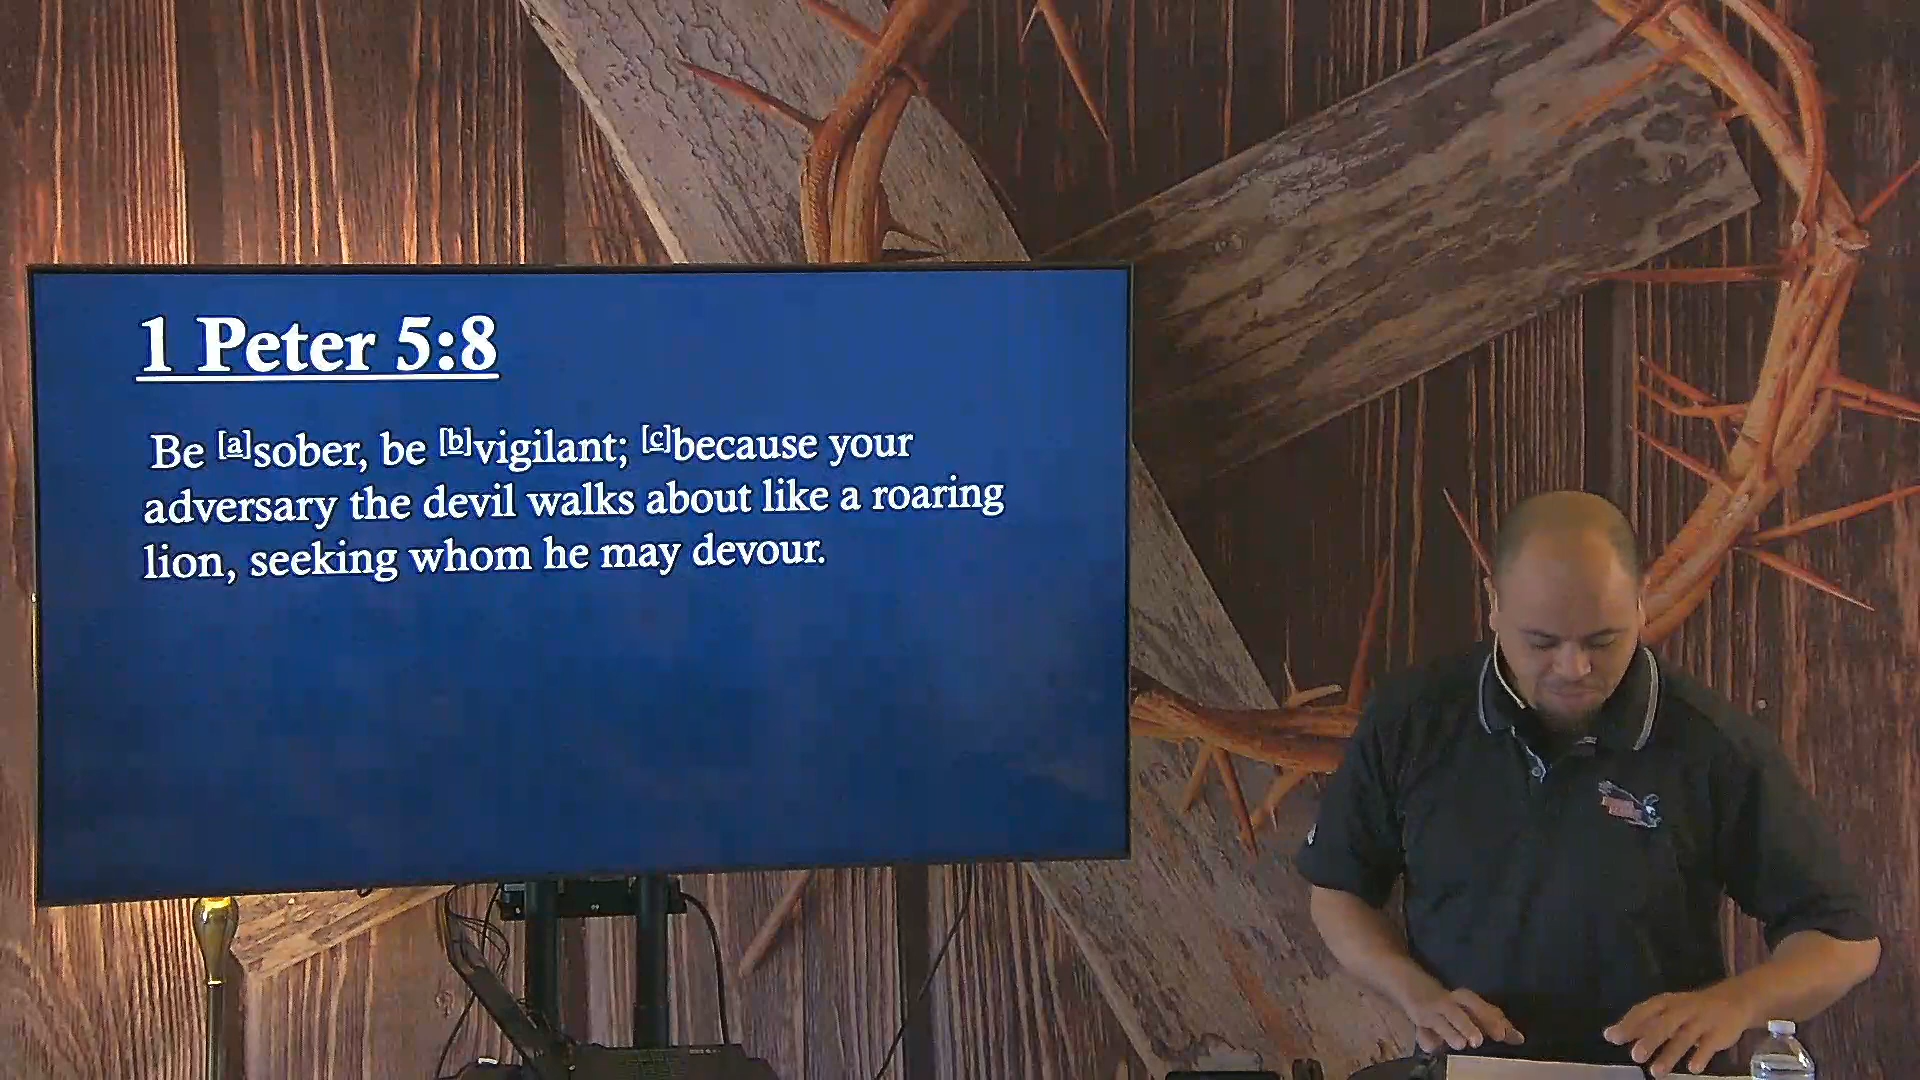 1 Peter 5:8
Be [a]sober, be [b]vigilant; [c]because your
adversary the devil walks about like a roaring
lion, seeking whom he may devour.